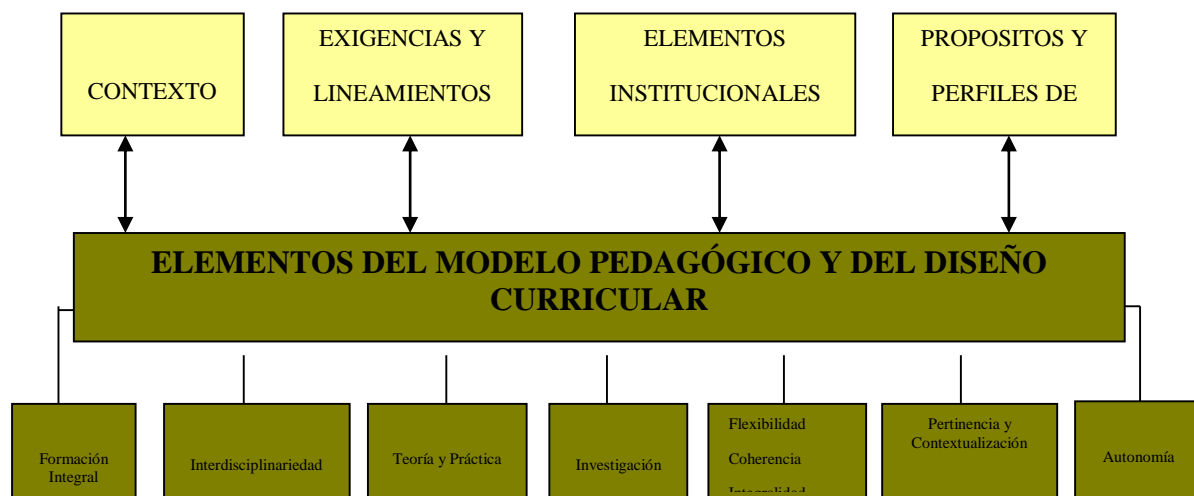 CONTEXTO
EXIGENCIAS Y
LINEAMIENTOS
ELEMENTOS
INSTITUCIONALES
PROPOSITOS Y
PERFILES DE
ELEMENTOS DEL MODELO PEDAGÓGICO Y DEL DISEÑO
CURRICULAR
Formación
Integral
Interdisciplinariedad
Teoría y Práctica
Investigación
Flexibilidad
Coherencia
Integralidad
Pertinencia y
Contextualización
Autonomía